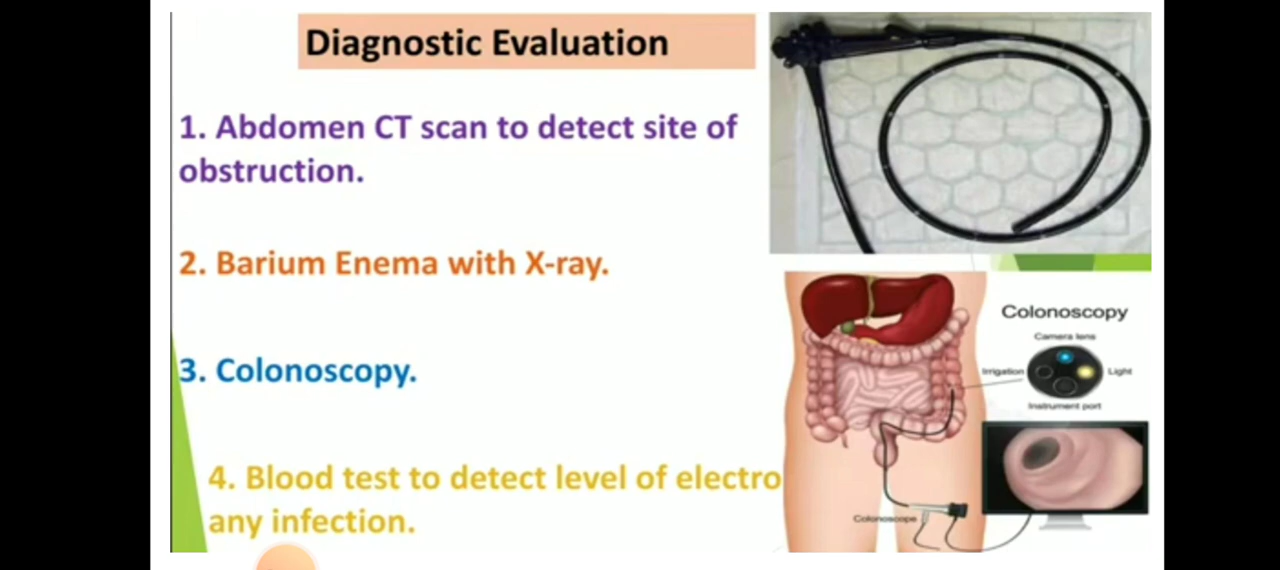 Diagnostic Evaluation
1. Abdomen CT scan to detect site of
obstruction.
2. Barium Enema with X-ray.
3. Colonoscopy.
4. Blood test to detect level of electro
any infection.
Colonoscopy
Camera lens
Irrigation
Light
Instrument port
Colonoscope